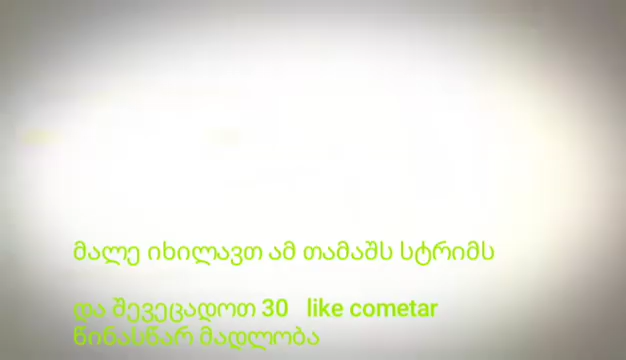 მალე იხილავთ ამ თამაშს სტრიმს
და შევეცადოთ 30 like cometar
წინასწარ მადლობა